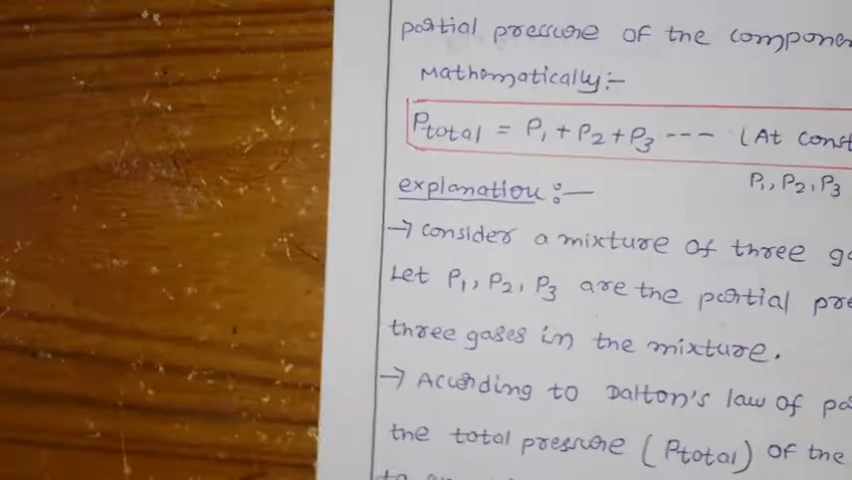 partial pressure of the
Mathematically:-
Ptotal = P1 + P2 + P3 --- (At
P1, P2, P3
explanation:-
→ consider a mixture of three
Let P1, P2, P3 are the partial
three gases in the mixture.
→ According to Dalton's law of
the total pressure (Ptotal) of the